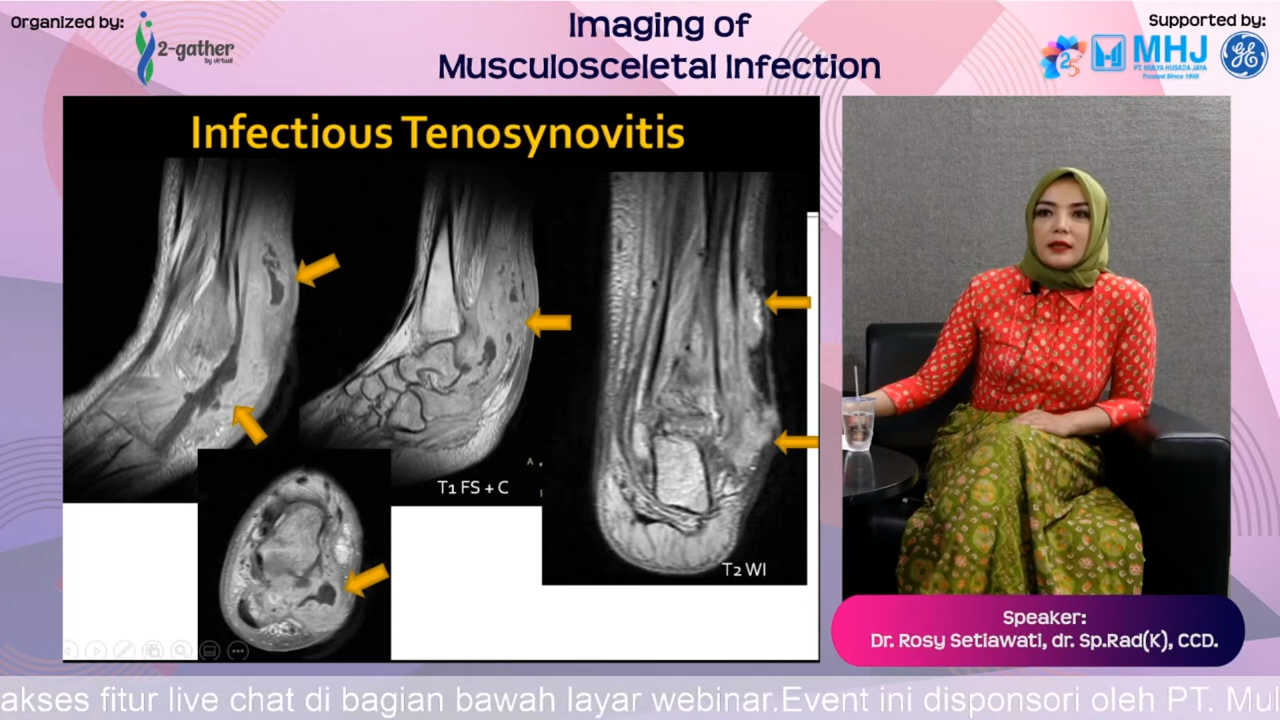 Organized by:
2-gather
by virtual
Imaging of
Musculosceletal Infection
Supported by:
25
MHJ
PT. MULYA HUSADA JAYA
Trusted Since 1998
GE
Infectious Tenosynovitis
A
T1 FS + C
T2 WI
Speaker:
Dr. Rosy Setiawati, dr. Sp.Rad(K), CCD.
akses fitur live chat di bagian bawah layar webinar.Event ini disponsori oleh PT. Mul